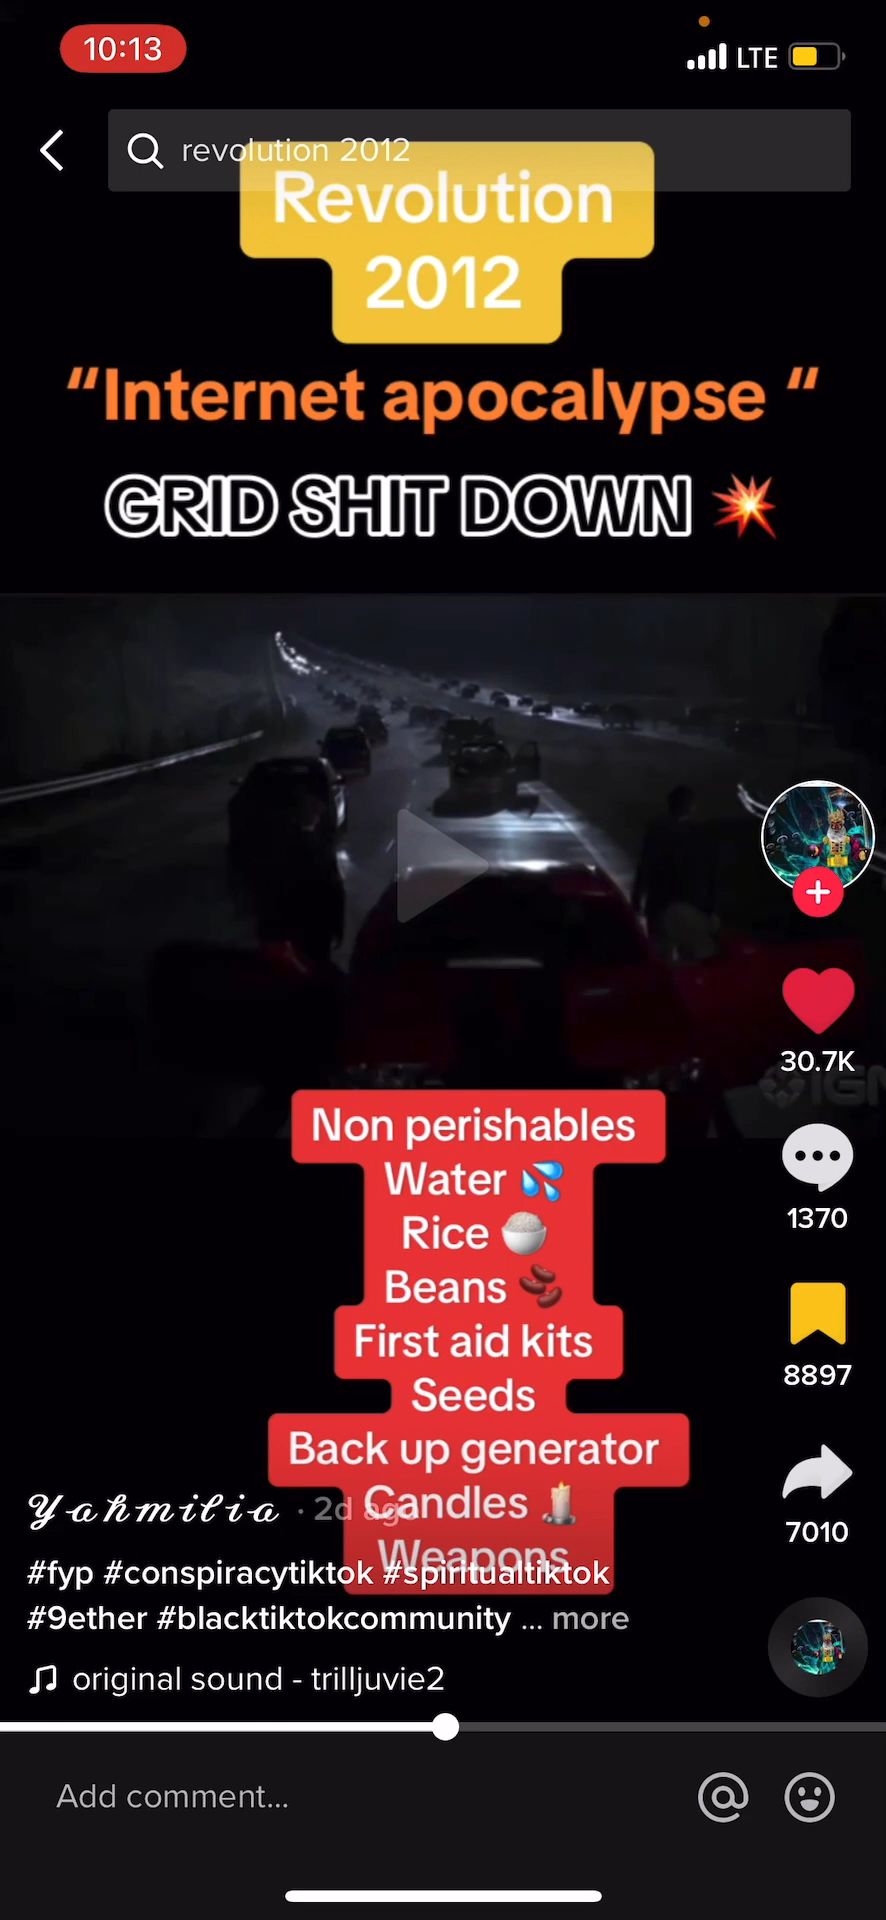 10:13
LTE
revolution 2012
Revolution
2012
“Internet apocalypse “
GRID SHIT DOWN 💥
IGN
30.7K
Non perishables
Water 💦
1370
Rice 🍚
Beans 🫘
First aid kits
8897
Seeds
Back up generator
Candles 🕯️
Weapons
7010
Yahmilia · 2d ago
#fyp #conspiracytiktok #spiritualtiktok
#9ether #blacktiktokcommunity ... more
original sound - trilljuvie2
Add comment...